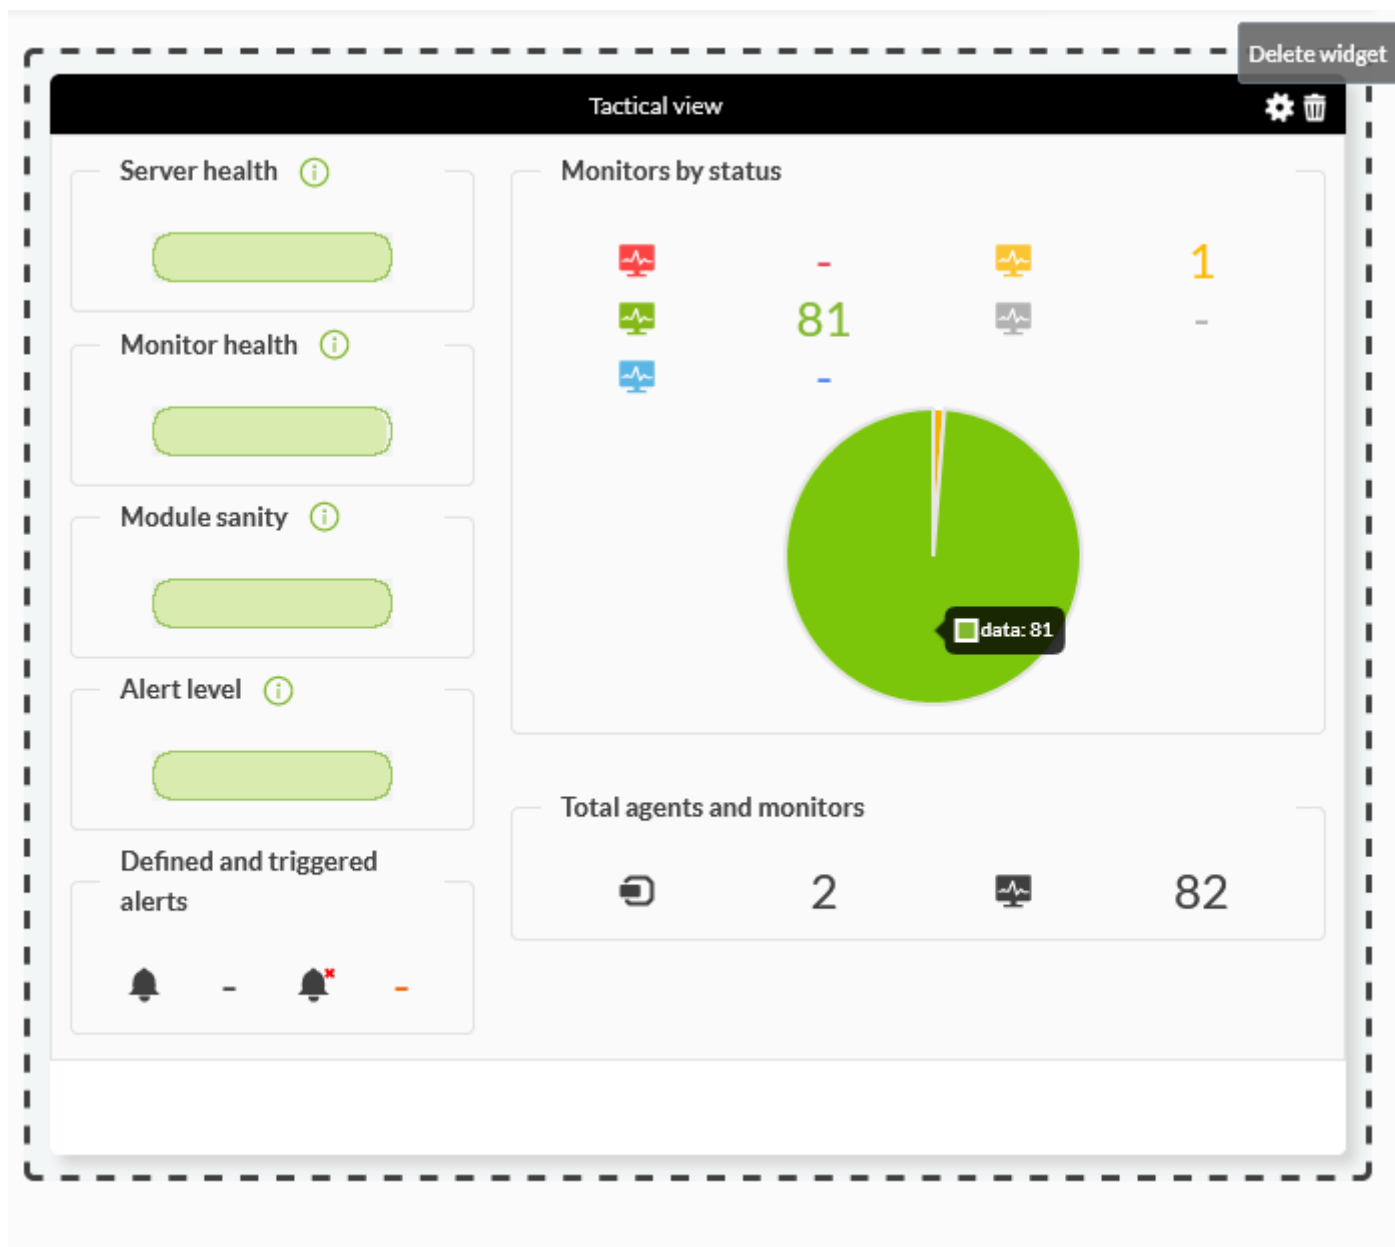 Delete widget
Tactical view
Server health
Monitor health
Module sanity
Alert level
Defined and triggered
alerts
- -
Monitors by status
- 1
81 -
-
data: 81
Total agents and monitors
2 82